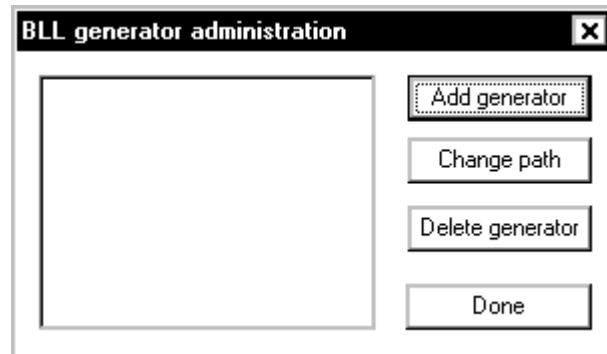 BLL generator administration
Add generator
Change path
Delete generator
Done